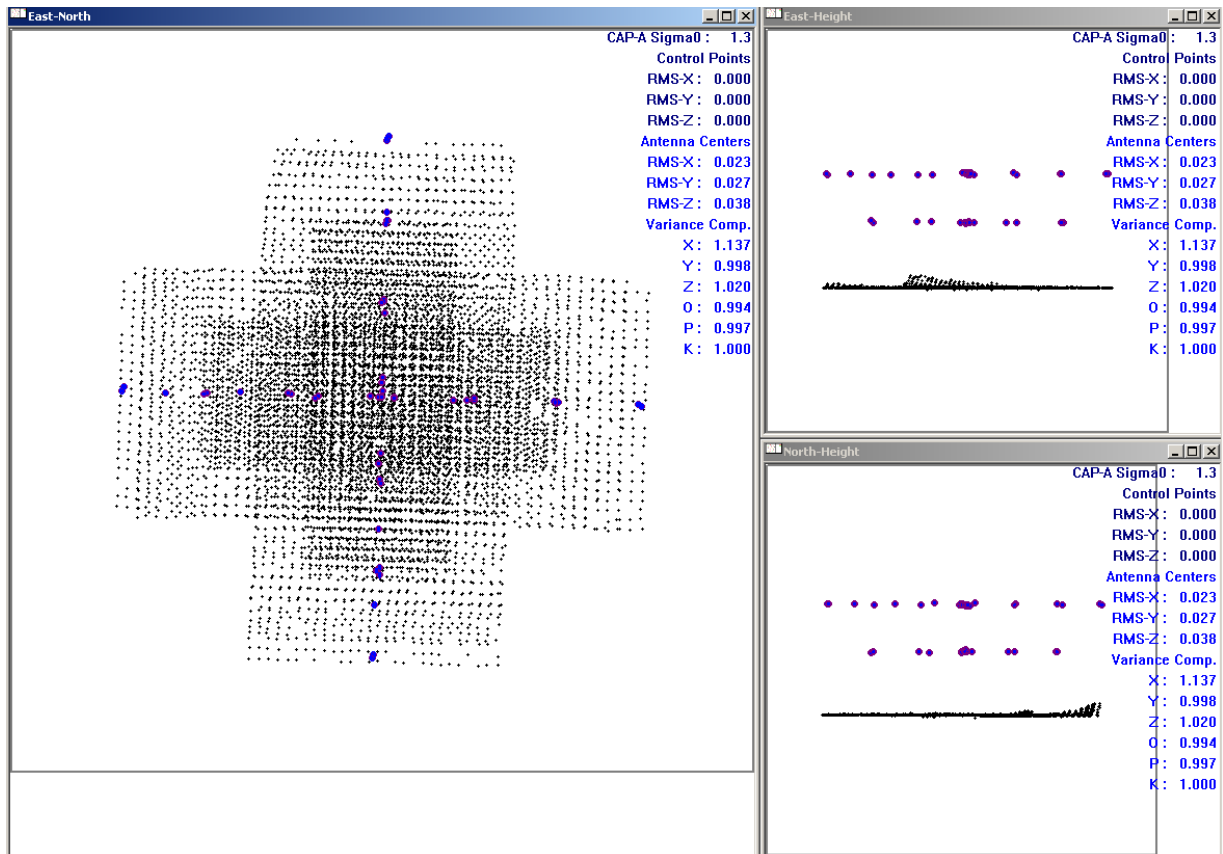 East-North
CAP-A Sigma0 : 1.3
Control Points
RMS-X : 0.000
RMS-Y : 0.000
RMS-Z : 0.000
Antenna Centers
RMS-X : 0.023
RMS-Y : 0.027
RMS-Z : 0.038
Variance Comp.
X : 1.137
Y : 0.998
Z : 1.020
O : 0.994
P : 0.997
K : 1.000
East-Height
CAP-A Sigma0 : 1.3
Control Points
RMS-X : 0.000
RMS-Y : 0.000
RMS-Z : 0.000
Antenna Centers
RMS-X : 0.023
RMS-Y : 0.027
RMS-Z : 0.038
Variance Comp.
X : 1.137
Y : 0.998
Z : 1.020
O : 0.994
P : 0.997
K : 1.000
North-Height
CAP-A Sigma0 : 1.3
Control Points
RMS-X : 0.000
RMS-Y : 0.000
RMS-Z : 0.000
Antenna Centers
RMS-X : 0.023
RMS-Y : 0.027
RMS-Z : 0.038
Variance Comp.
X : 1.137
Y : 0.998
Z : 1.020
O : 0.994
P : 0.997
K : 1.000